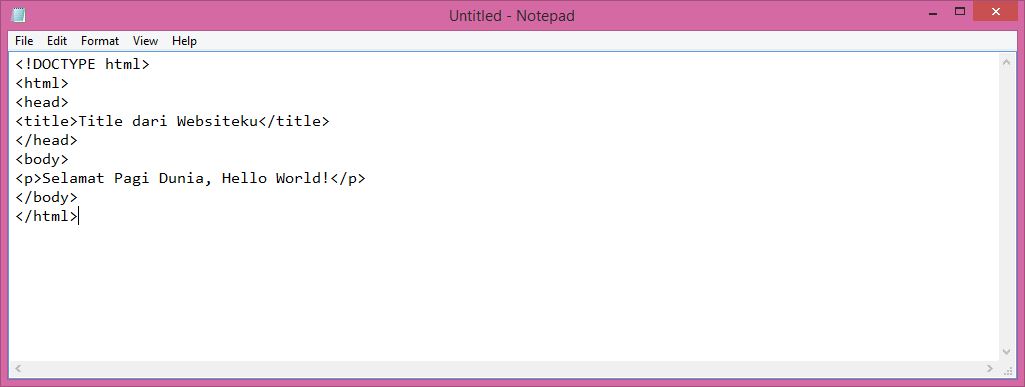 Untitled - Notepad
File Edit Format View Help
<!DOCTYPE html>
<html>
<head>
<title>Title dari Websiteku</title>
</head>
<body>
<p>Selamat Pagi Dunia, Hello World!</p>
</body>
</html>